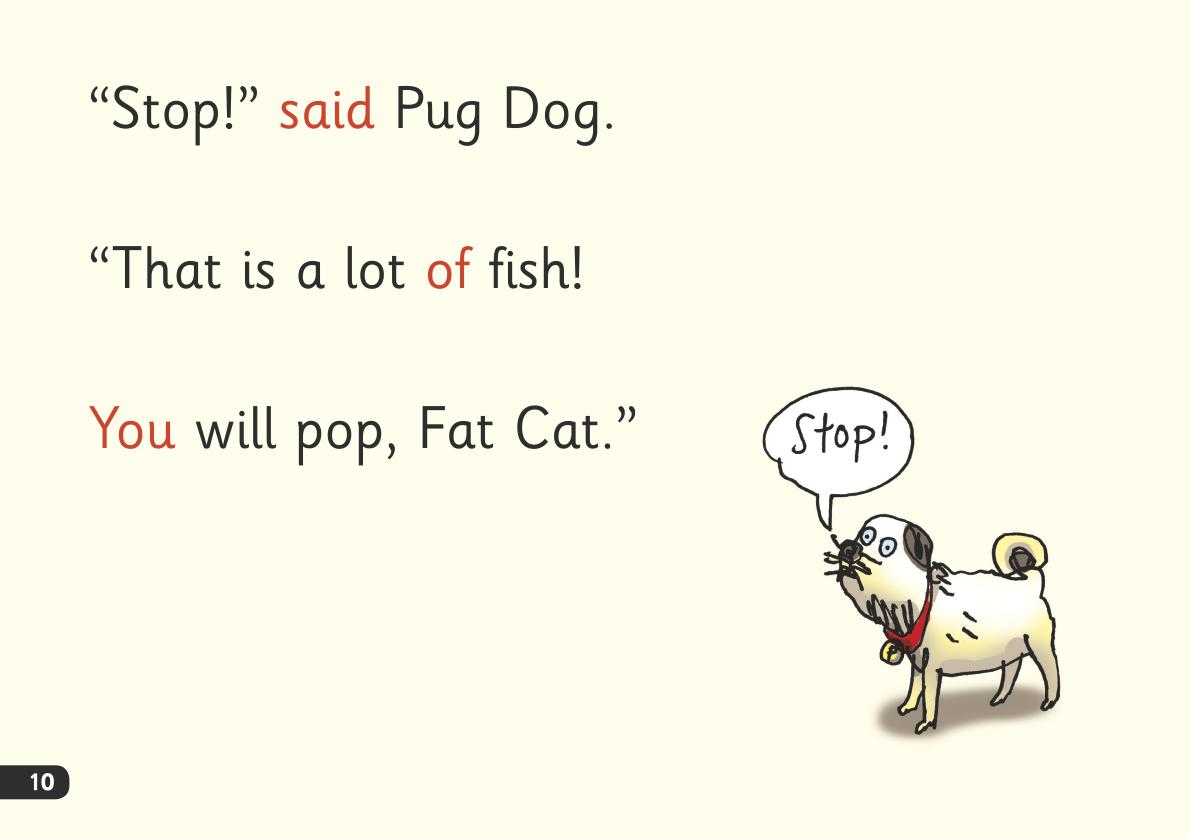 “Stop!” said Pug Dog.
“That is a lot of fish!
You will pop, Fat Cat.”
Stop!
10